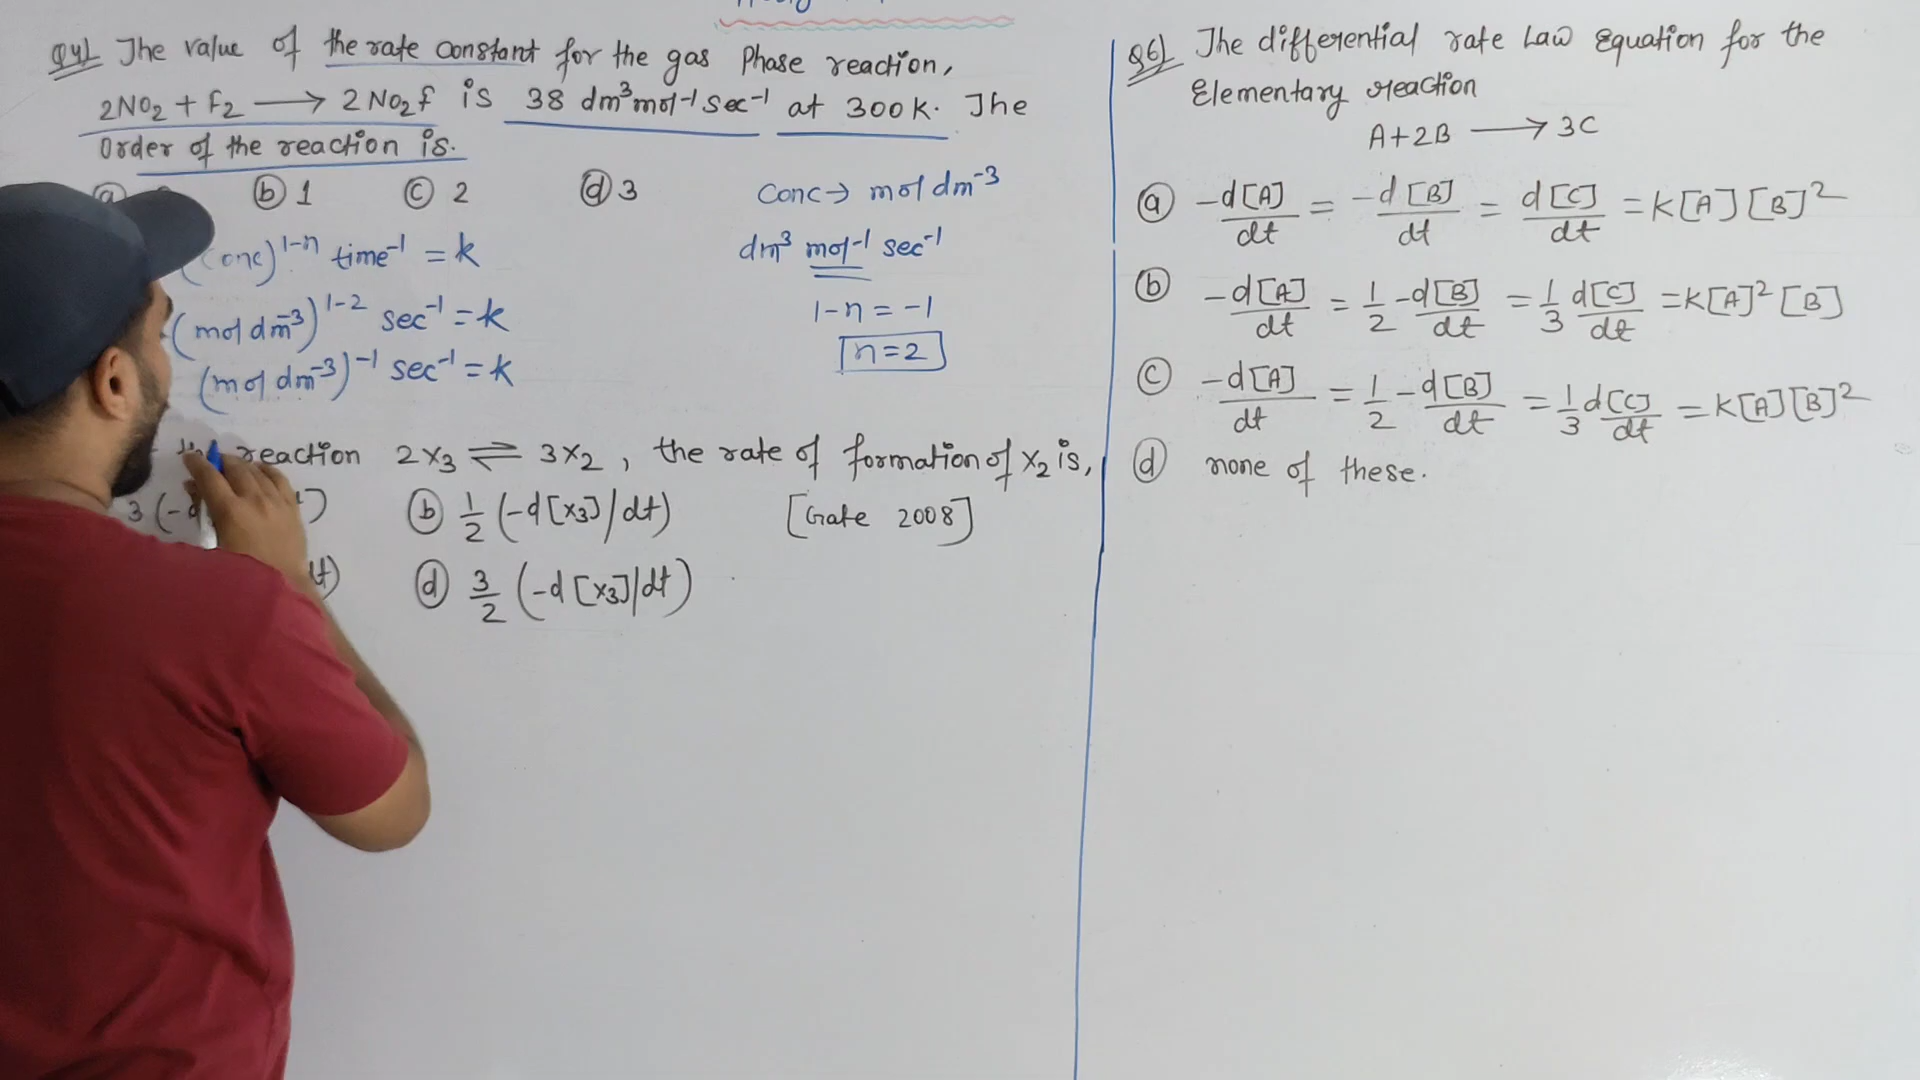 Q4) The value of the rate constant for the gas Phase reaction,
2NO2 + F2 ⟶ 2NO2F is 38 dm³mol⁻¹sec⁻¹ at 300K. The
Order of the reaction is.
ⓑ 1 ⓒ 2 ⓓ 3
Conc → mol dm⁻³
(conc)¹⁻ⁿ time⁻¹ = k
dm³ mol⁻¹ sec⁻¹
(mol dm⁻³)¹⁻² sec⁻¹ = k
1-n = -1
(mol dm⁻³)⁻¹ sec⁻¹ = k
n=2
reaction 2X3 ⇌ 3X2, the rate of formation of X2 is,
3(-d ⓑ 1/2 (-d[X3]/dt) [Gate 2008]
ⓓ 3/2 (-d[X3]/dt)
Q6) The differential rate Law Equation for the
Elementary reaction
A+2B ⟶ 3C
ⓐ -d[A]/dt = -d[B]/dt = d[C]/dt = K[A][B]²
ⓑ -d[A]/dt = 1/2 -d[B]/dt = 1/3 d[C]/dt = K[A]²[B]
ⓒ -d[A]/dt = 1/2 -d[B]/dt = 1/3 d[C]/dt = K[A][B]²
ⓓ none of these.